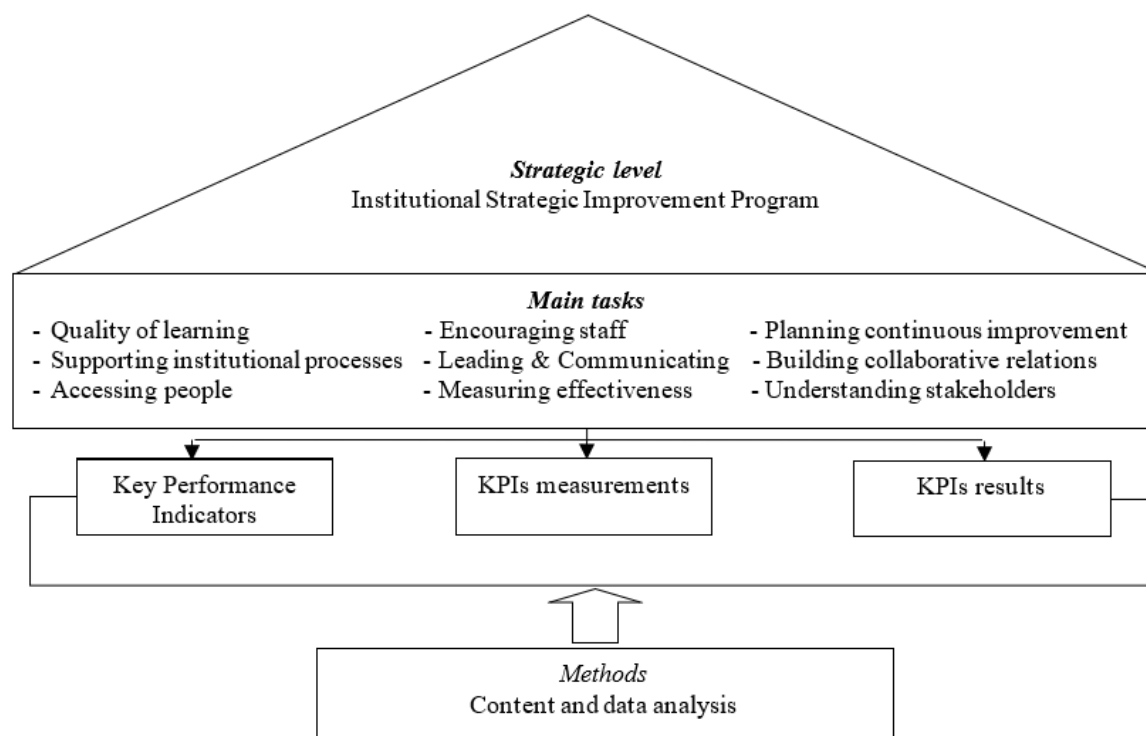 Strategic level
Institutional Strategic Improvement Program
Main tasks
- Quality of learning
- Supporting institutional processes
- Accessing people
- Encouraging staff
- Leading & Communicating
- Measuring effectiveness
- Planning continuous improvement
- Building collaborative relations
- Understanding stakeholders
Key Performance
Indicators
KPIs measurements
KPIs results
Methods
Content and data analysis